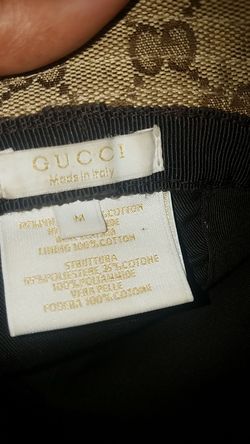 GUCCI
Made in Italy
M
COTTON
LINING 100% COTTON
STRUTTURA
65% POLIESTERE 35% COTONE
100% POLIAMMIDE
VERA PELLE
FODERA 100% COTONE